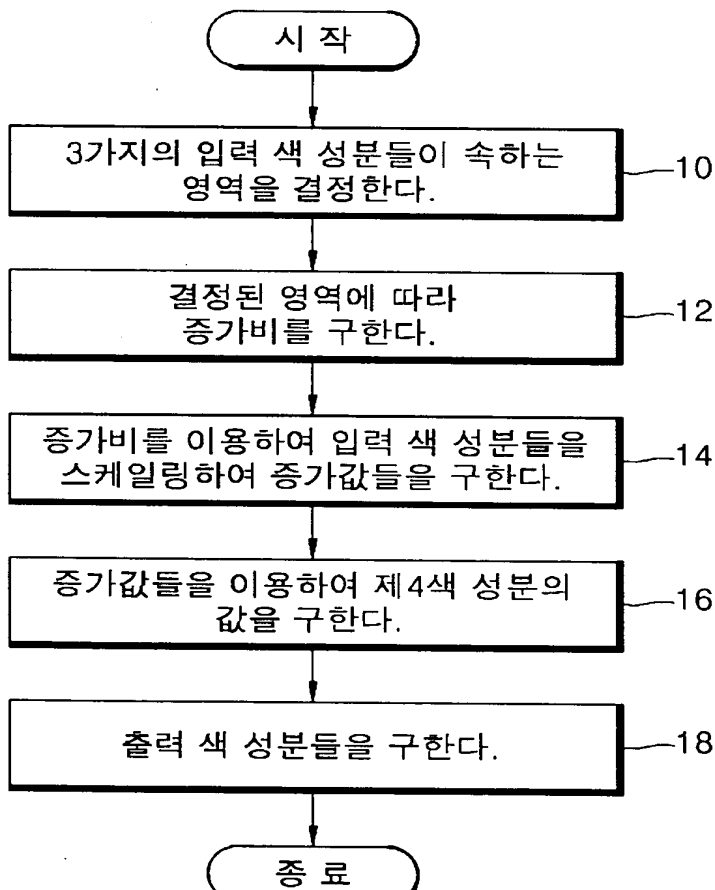 시 작
3가지의 입력 색 성분들이 속하는
영역을 결정한다.
10
결정된 영역에 따라
증가비를 구한다.
12
증가비를 이용하여 입력 색 성분들을
스케일링하여 증가값들을 구한다.
14
증가값들을 이용하여 제4색 성분의
값을 구한다.
16
출력 색 성분들을 구한다.
18
종 료